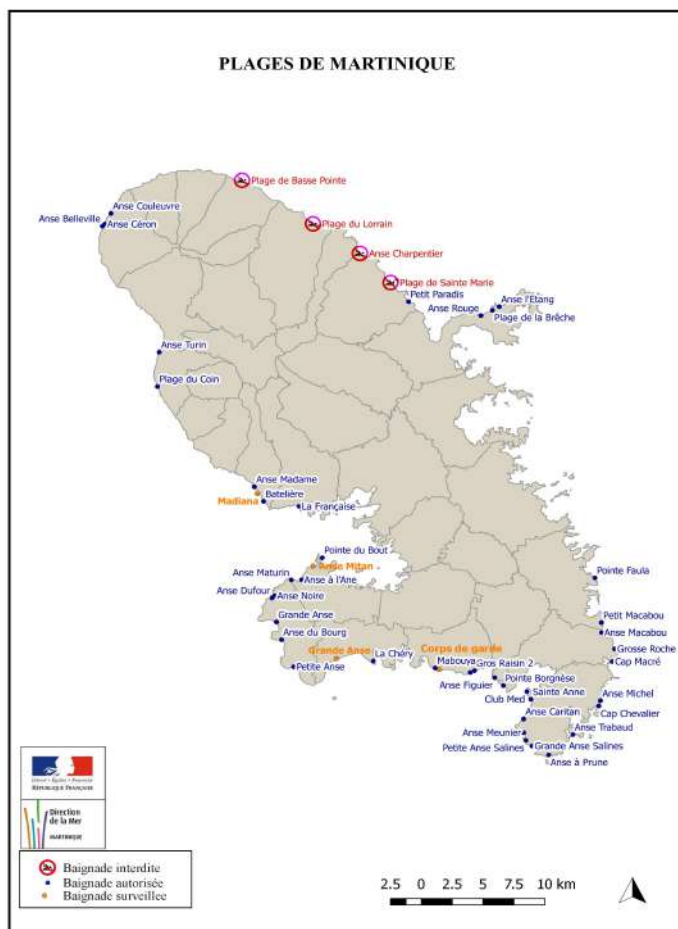 PLAGES DE MARTINIQUE
Plage de Basse Pointe
Anse Couleuvre
Anse Belleville
Anse Céron
Plage du Lorrain
Anse Charpentier
Plage de Sainte Marie
Petit Paradis
Anse l'Etang
Anse Rouge
Plage de la Brêche
Anse Turin
Plage du Coin
Anse Madame
Madiana
Batelière
La Française
Pointe du Bout
Anse Mitan
Anse Maturin
Anse à l'Ane
Pointe Faula
Anse Dufour
Anse Noire
Grande Anse
Petit Macabou
Anse du Bourg
Anse Macabou
Grande Anse
Corps de garde
Grosse Roche
La Chéry
Mabouya
Gros Raisin 2
Cap Macré
Petite Anse
Anse Figuier
Pointe Borgnèse
Sainte Anne
Club Med
Anse Michel
Cap Chevalier
Anse Caritan
Anse Trabaud
Anse Meunier
Petite Anse Salines
Grande Anse Salines
Anse à Prune
Liberté • Égalité • Fraternité
RÉPUBLIQUE FRANÇAISE
Direction
de la Mer
MARTINIQUE
Baignade interdite
Baignade autorisée
Baignade surveillee
2.5 0 2.5 5 7.5 10 km